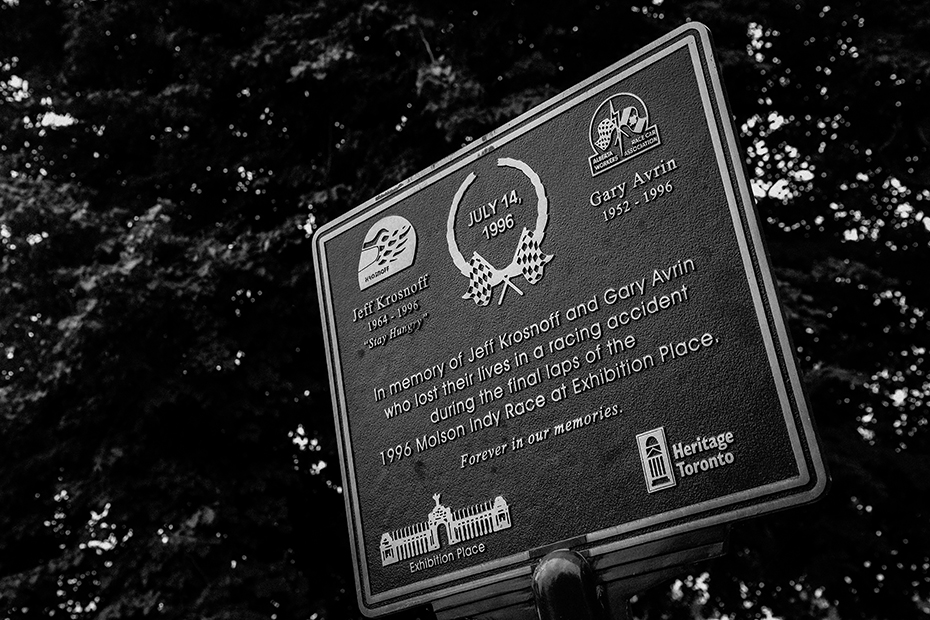 JULY 14,
1996
ALBERTA RACE CAR
WORKERS ASSOCIATION
Gary Avrin
1952 - 1996
KROSNOFF
Jeff Krosnoff
1964 - 1996
"Stay Hungry"
In memory of Jeff Krosnoff and Gary Avrin
who lost their lives in a racing accident
during the final laps of the
1996 Molson Indy Race at Exhibition Place.
Forever in our memories.
Exhibition Place
Heritage
Toronto